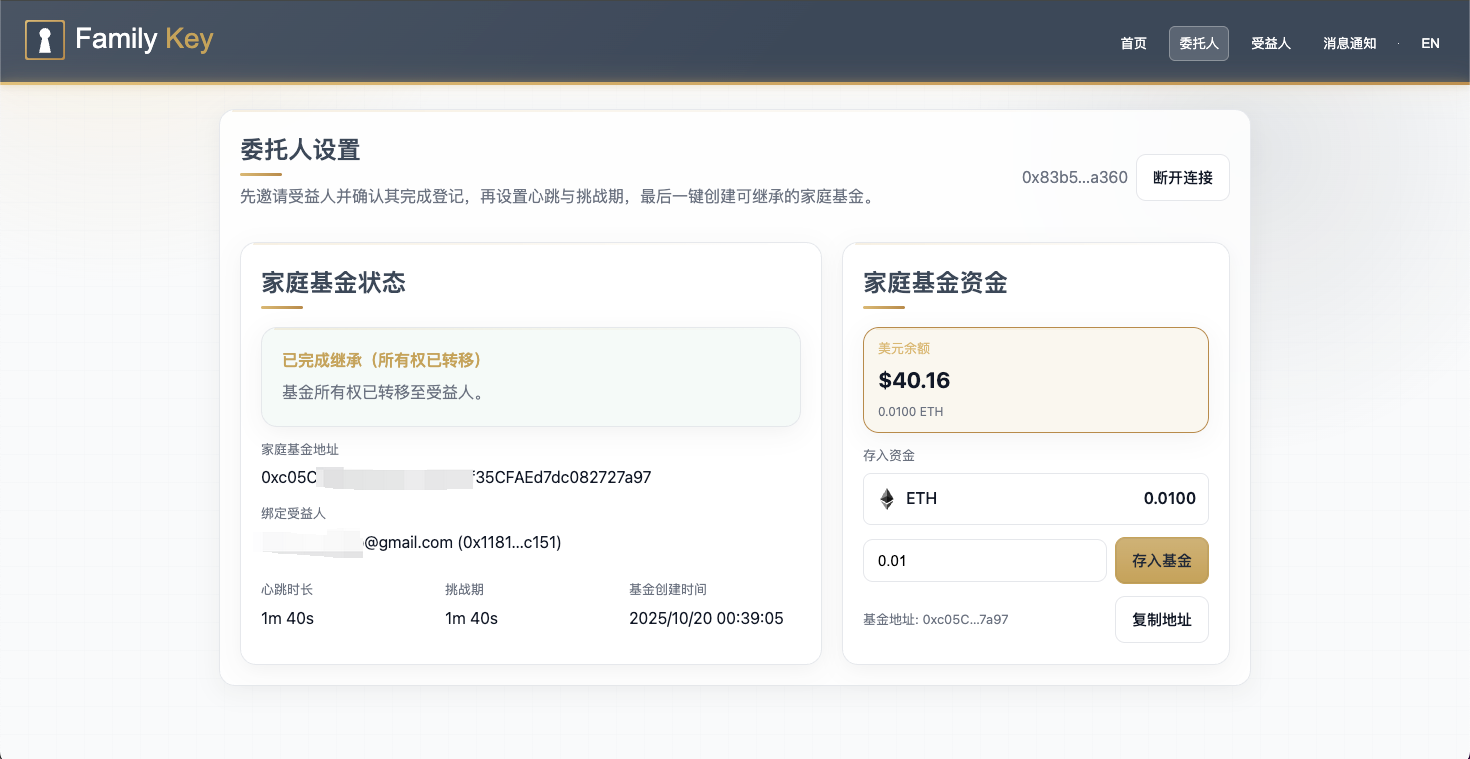 Family Key
首页
委托人
受益人
消息通知
·
EN
委托人设置
先邀请受益人并确认其完成登记，再设置心跳与挑战期，最后一键创建可继承的家庭基金。
0x83b5...a360
断开连接
家庭基金状态
已完成继承（所有权已转移）
基金所有权已转移至受益人。
家庭基金地址
0xc05C
35CFAEd7dc082727a97
绑定受益人
@gmail.com (0x1181...c151)
心跳时长
挑战期
基金创建时间
1m 40s
1m 40s
2025/10/20 00:39:05
家庭基金资金
美元余额
$40.16
0.0100 ETH
存入资金
ETH
0.0100
0.01
存入基金
基金地址: 0xc05C...7a97
复制地址